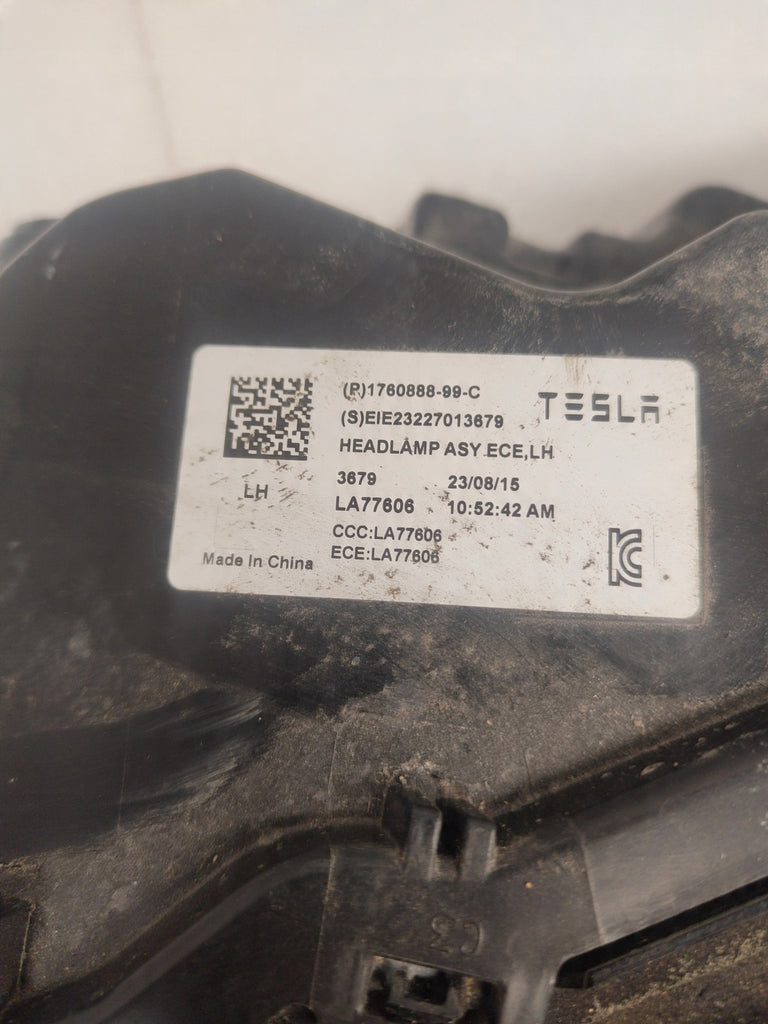 (P)1760888-99-C
TESLA
(S)EIE23227013679
HEADLAMP ASY ECE,LH
3679 23/08/15
LH
LA77606 10:52:42 AM
CCC:LA77606
ECE:LA77606
Made In China